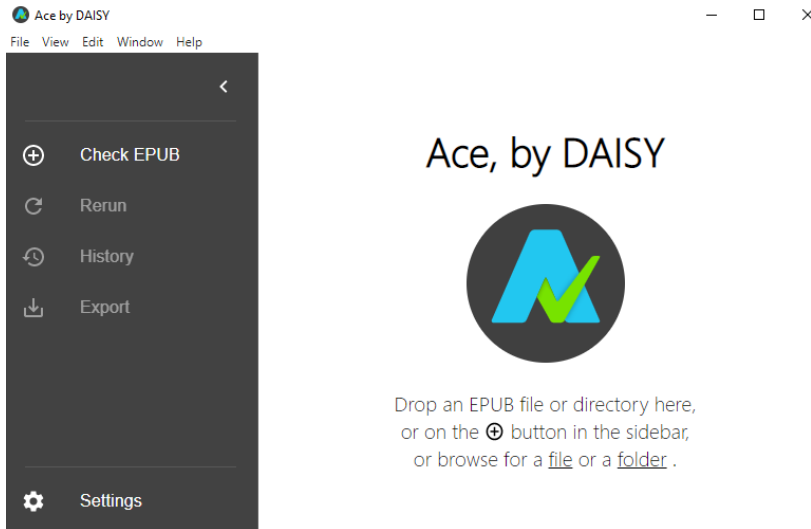 Ace by DAISY
File View Edit Window Help
Check EPUB
Rerun
History
Export
Settings
Ace, by DAISY
Drop an EPUB file or directory here,
or on the ⊕ button in the sidebar,
or browse for a file or a folder .